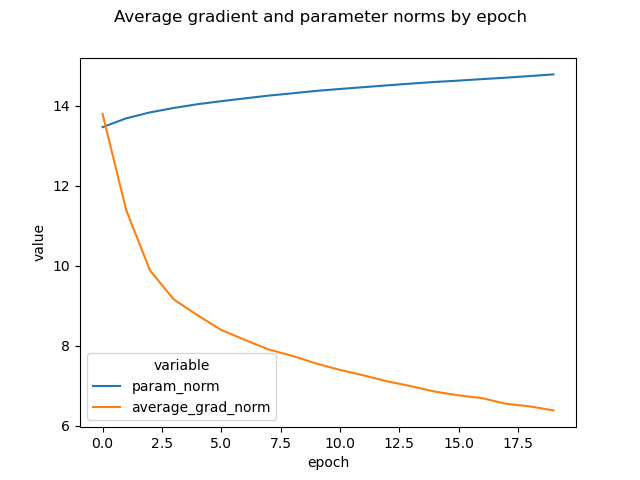 Average gradient and parameter norms by epoch
14
12
10
8
6
value
variable
param_norm
average_grad_norm
0.0 2.5 5.0 7.5 10.0 12.5 15.0 17.5
epoch